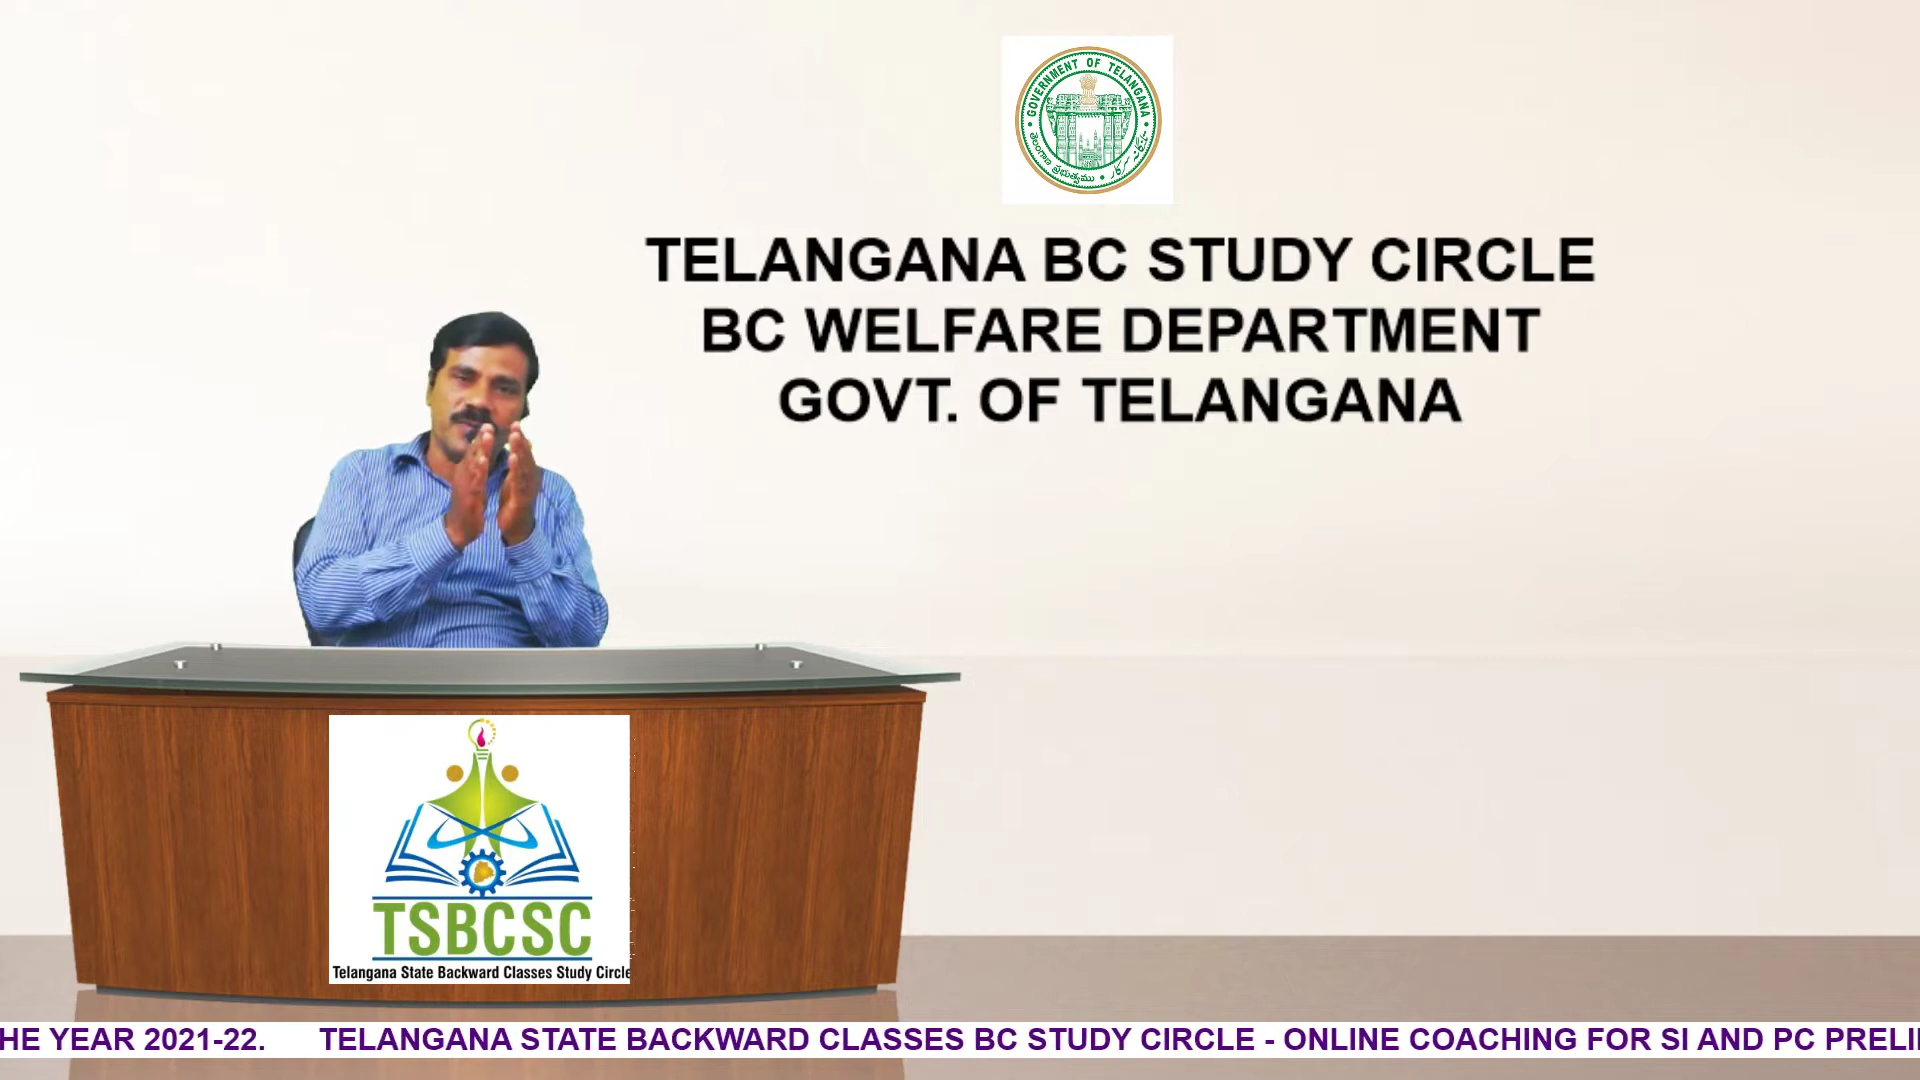 GOVERNMENT OF TELANGANA
తెలంగాణ ప్రభుత్వము
TELANGANA BC STUDY CIRCLE
BC WELFARE DEPARTMENT
GOVT. OF TELANGANA
TSBCSC
Telangana State Backward Classes Study Circle
HE YEAR 2021-22. TELANGANA STATE BACKWARD CLASSES BC STUDY CIRCLE - ONLINE COACHING FOR SI AND PC PRELI